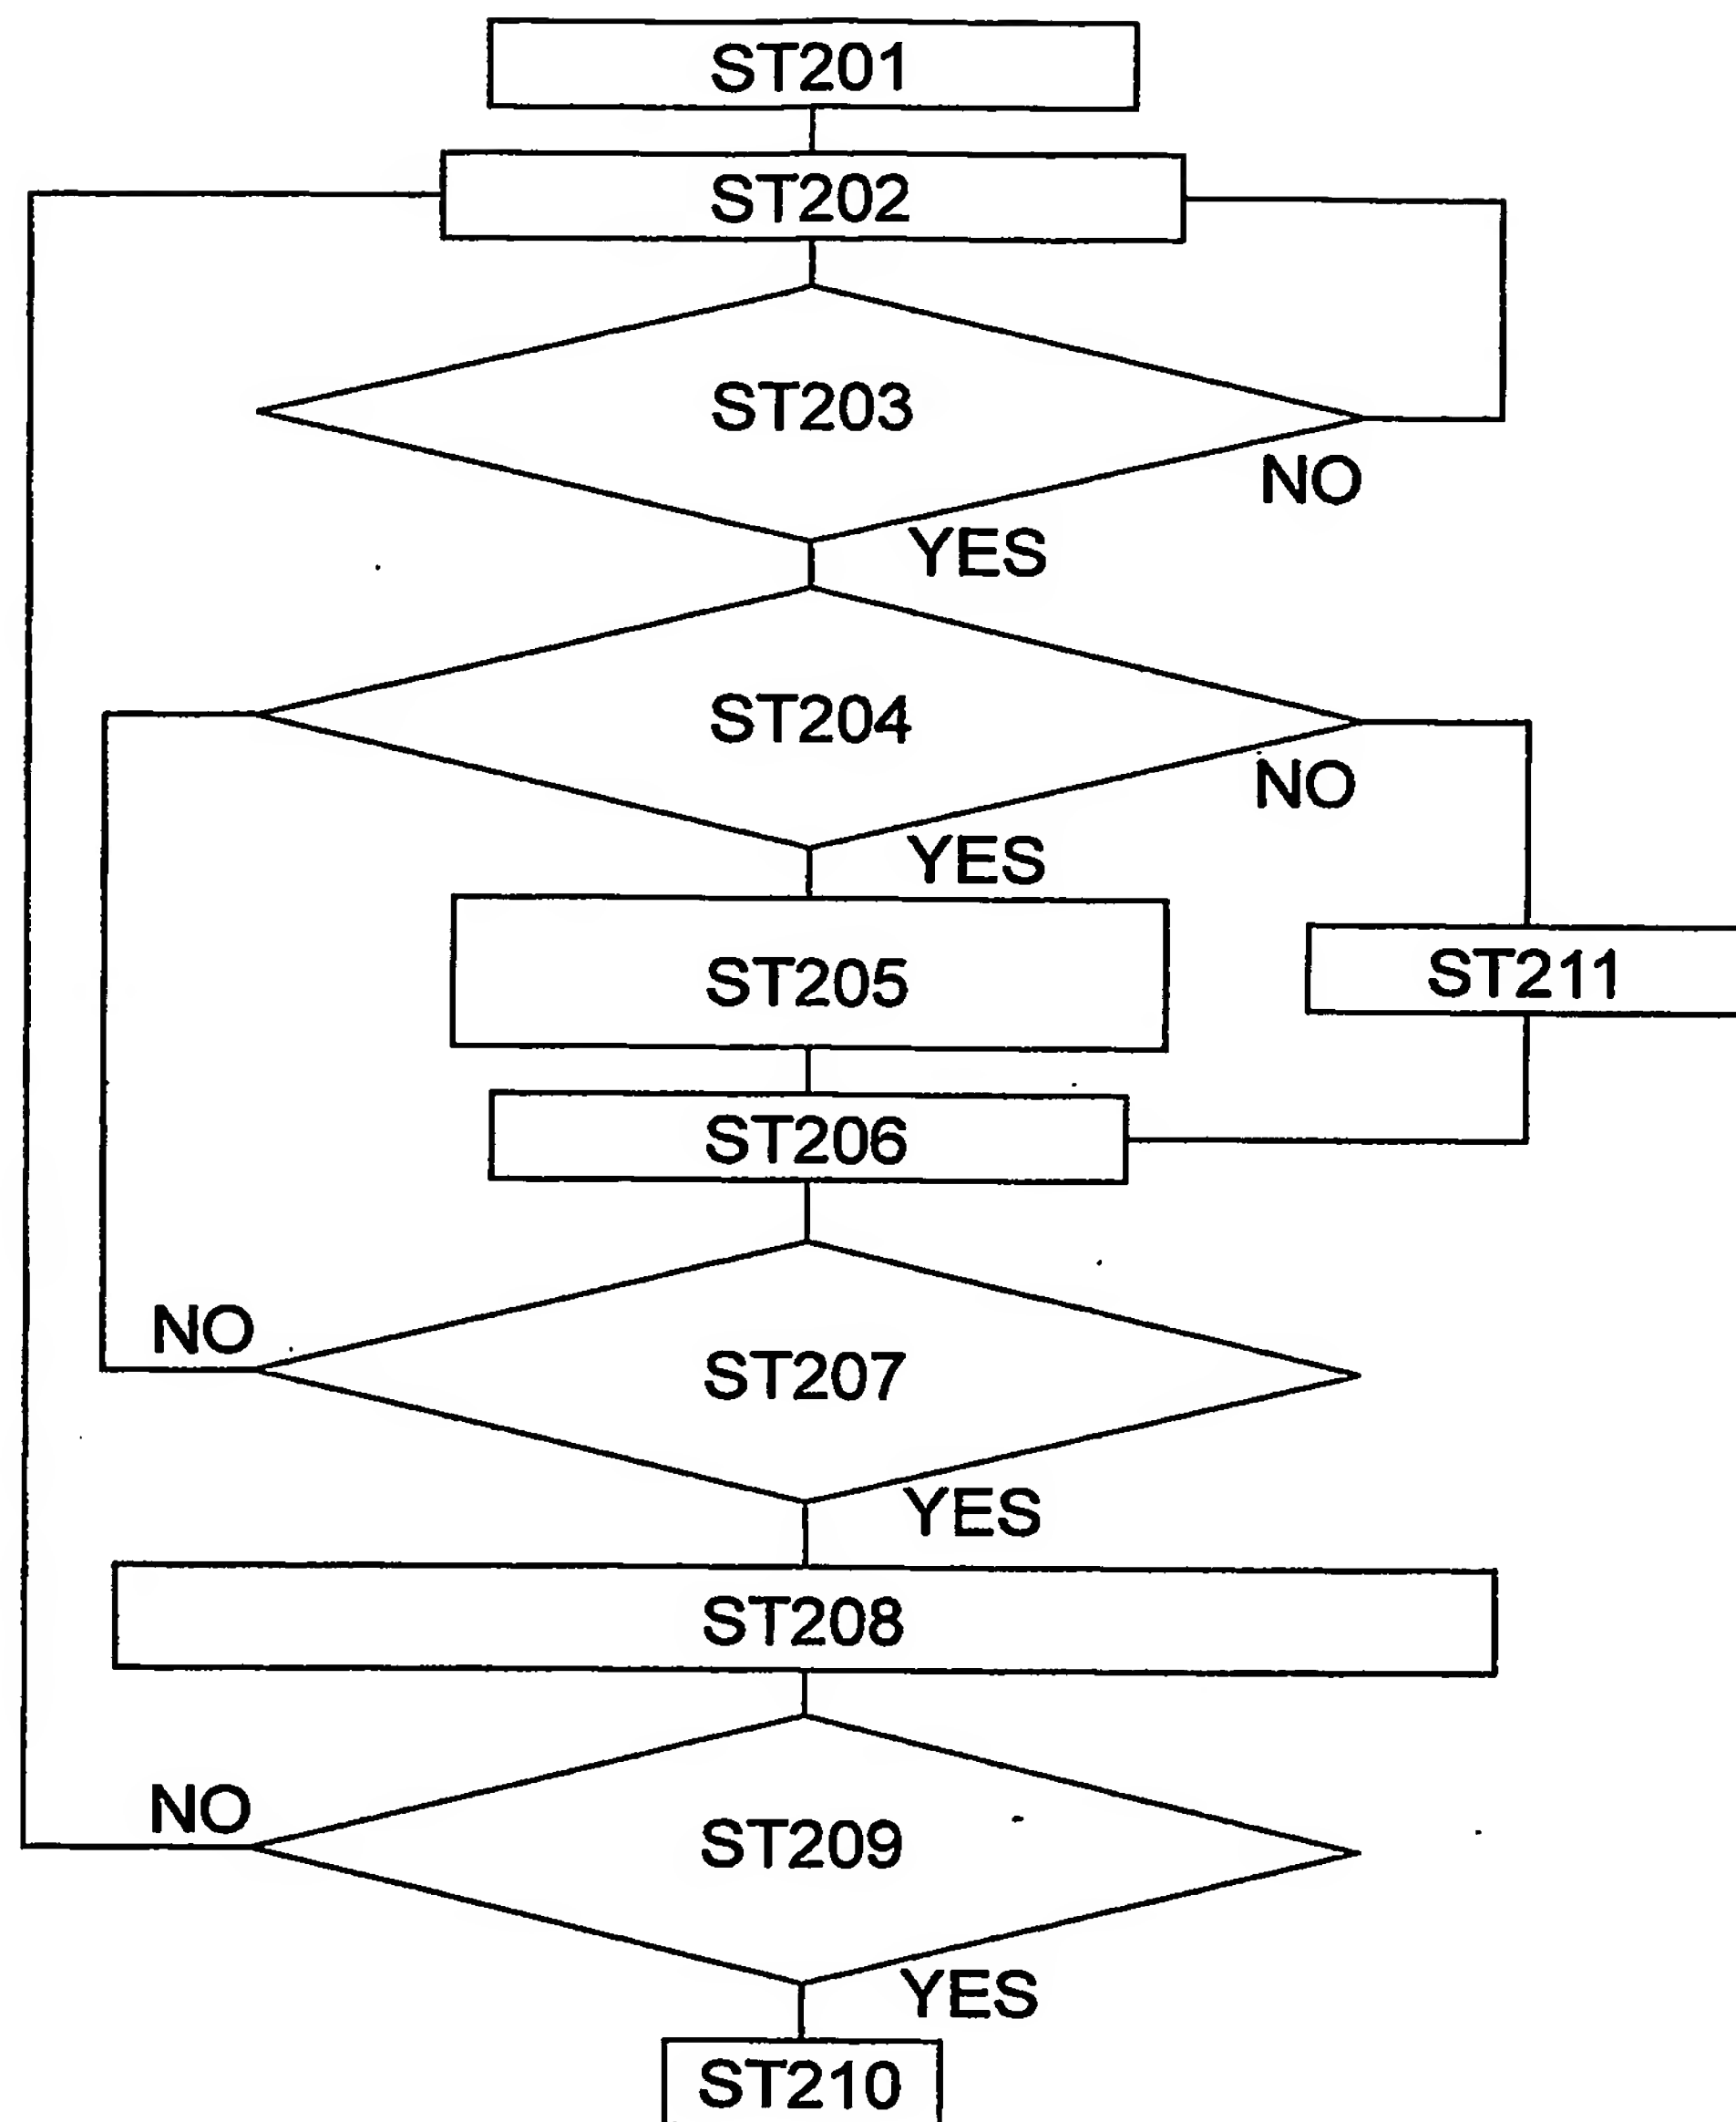 ST201
ST202
ST203
NO
YES
ST204
NO
YES
ST205
ST211
ST206
NO
ST207
YES
ST208
NO
ST209
YES
ST210